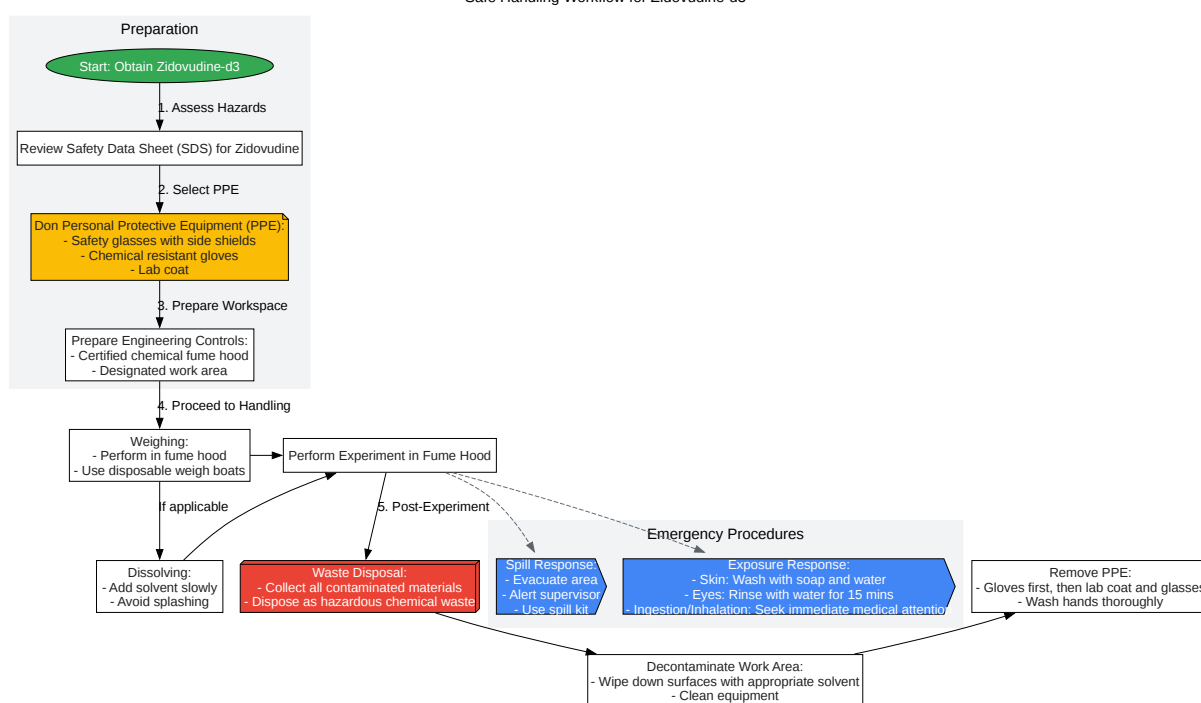 Safe Handling Workflow for Zidovudine-d3
Preparation
Start: Obtain Zidovudine-d3
1. Assess Hazards
Review Safety Data Sheet (SDS) for Zidovudine
2. Select PPE
Don Personal Protective Equipment (PPE):
- Safety glasses with side shields
- Chemical resistant gloves
- Lab coat
3. Prepare Workspace
Prepare Engineering Controls:
- Certified chemical fume hood
- Designated work area
4. Proceed to Handling
Weighing:
- Perform in fume hood
- Use disposable weigh boats
Perform Experiment in Fume Hood
If applicable
5. Post-Experiment
Dissolving:
- Add solvent slowly
- Avoid splashing
Waste Disposal:
- Collect all contaminated materials
- Dispose as hazardous chemical waste
Emergency Procedures
Spill Response:
- Evacuate area
- Alert supervisor
- Use spill kit
Exposure Response:
- Skin: Wash with soap and water
- Eyes: Rinse with water for 15 mins
- Ingestion/Inhalation: Seek immediate medical attention
Remove PPE:
- Gloves first, then lab coat and glasses
- Wash hands thoroughly
Decontaminate Work Area:
- Wipe down surfaces with appropriate solvent
- Clean equipment